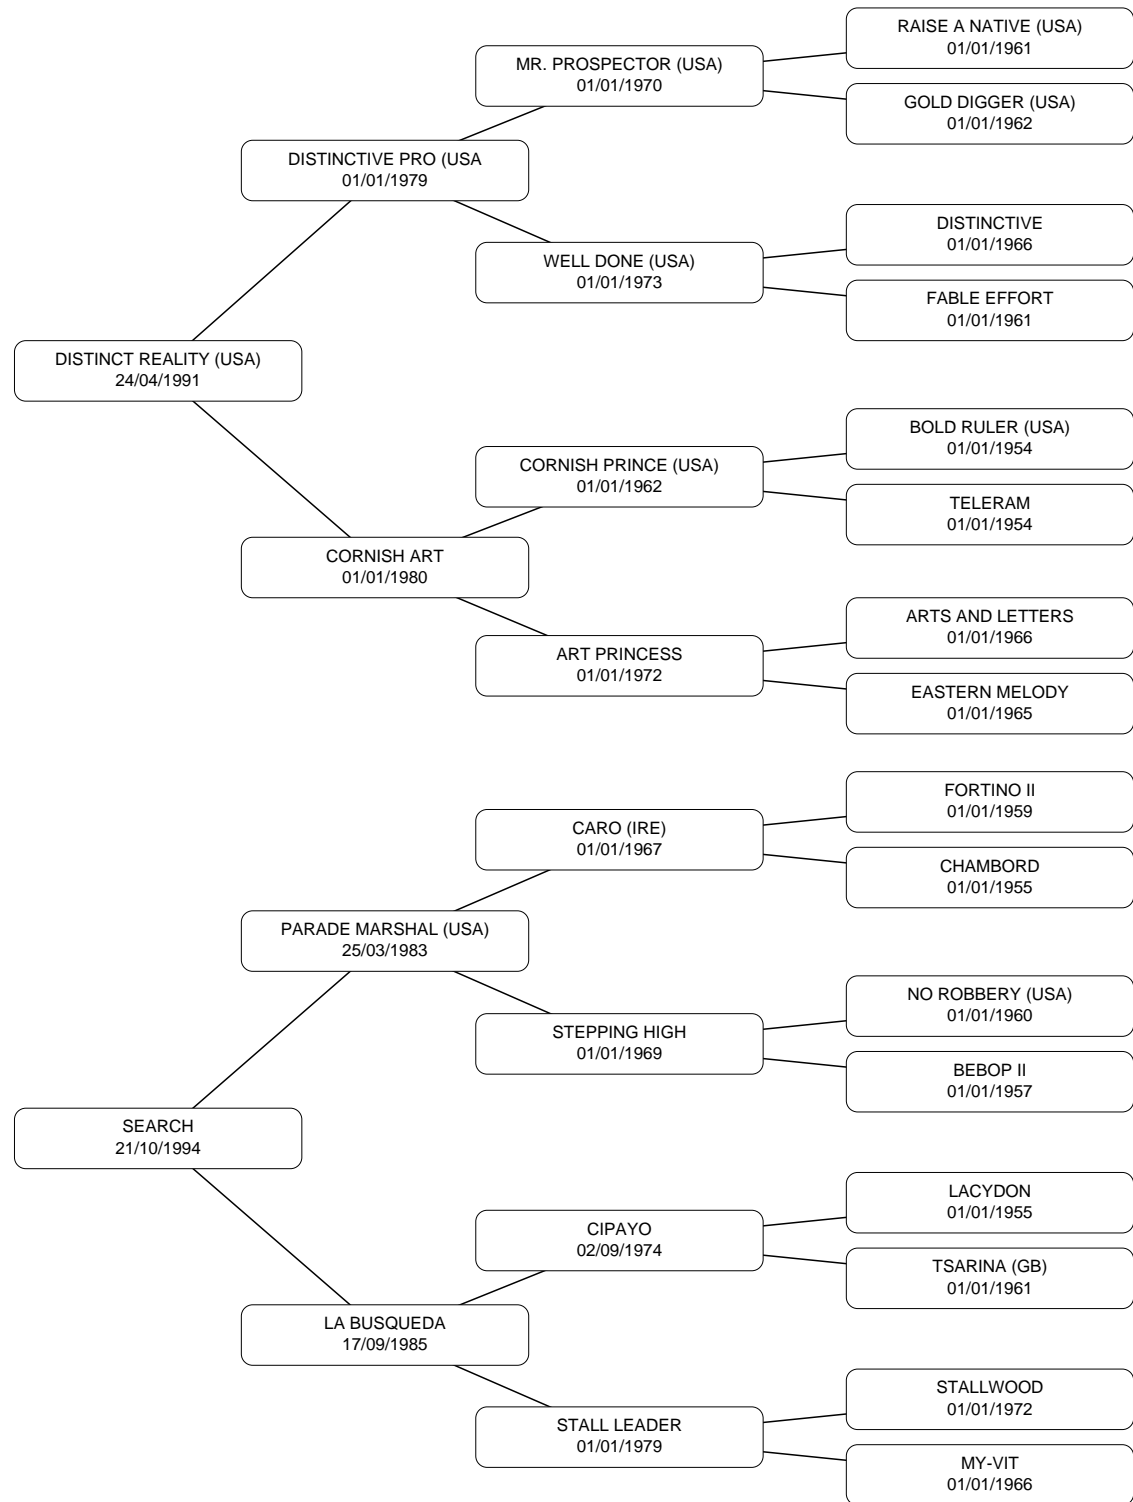 RAISE A NATIVE (USA)
01/01/1961
MR. PROSPECTOR (USA)
01/01/1970
GOLD DIGGER (USA)
01/01/1962
DISTINCTIVE PRO (USA
01/01/1979
DISTINCTIVE
01/01/1966
WELL DONE (USA)
01/01/1973
FABLE EFFORT
01/01/1961
DISTINCT REALITY (USA)
24/04/1991
BOLD RULER (USA)
01/01/1954
CORNISH PRINCE (USA)
01/01/1962
TELERAM
01/01/1954
CORNISH ART
01/01/1980
ARTS AND LETTERS
01/01/1966
ART PRINCESS
01/01/1972
EASTERN MELODY
01/01/1965
FORTINO II
01/01/1959
CARO (IRE)
01/01/1967
CHAMBORD
01/01/1955
PARADE MARSHAL (USA)
25/03/1983
NO ROBBERY (USA)
01/01/1960
STEPPING HIGH
01/01/1969
BEBOP II
01/01/1957
SEARCH
21/10/1994
LACYDON
01/01/1955
CIPAYO
02/09/1974
TSARINA (GB)
01/01/1961
LA BUSQUEDA
17/09/1985
STALLWOOD
01/01/1972
STALL LEADER
01/01/1979
MY-VIT
01/01/1966